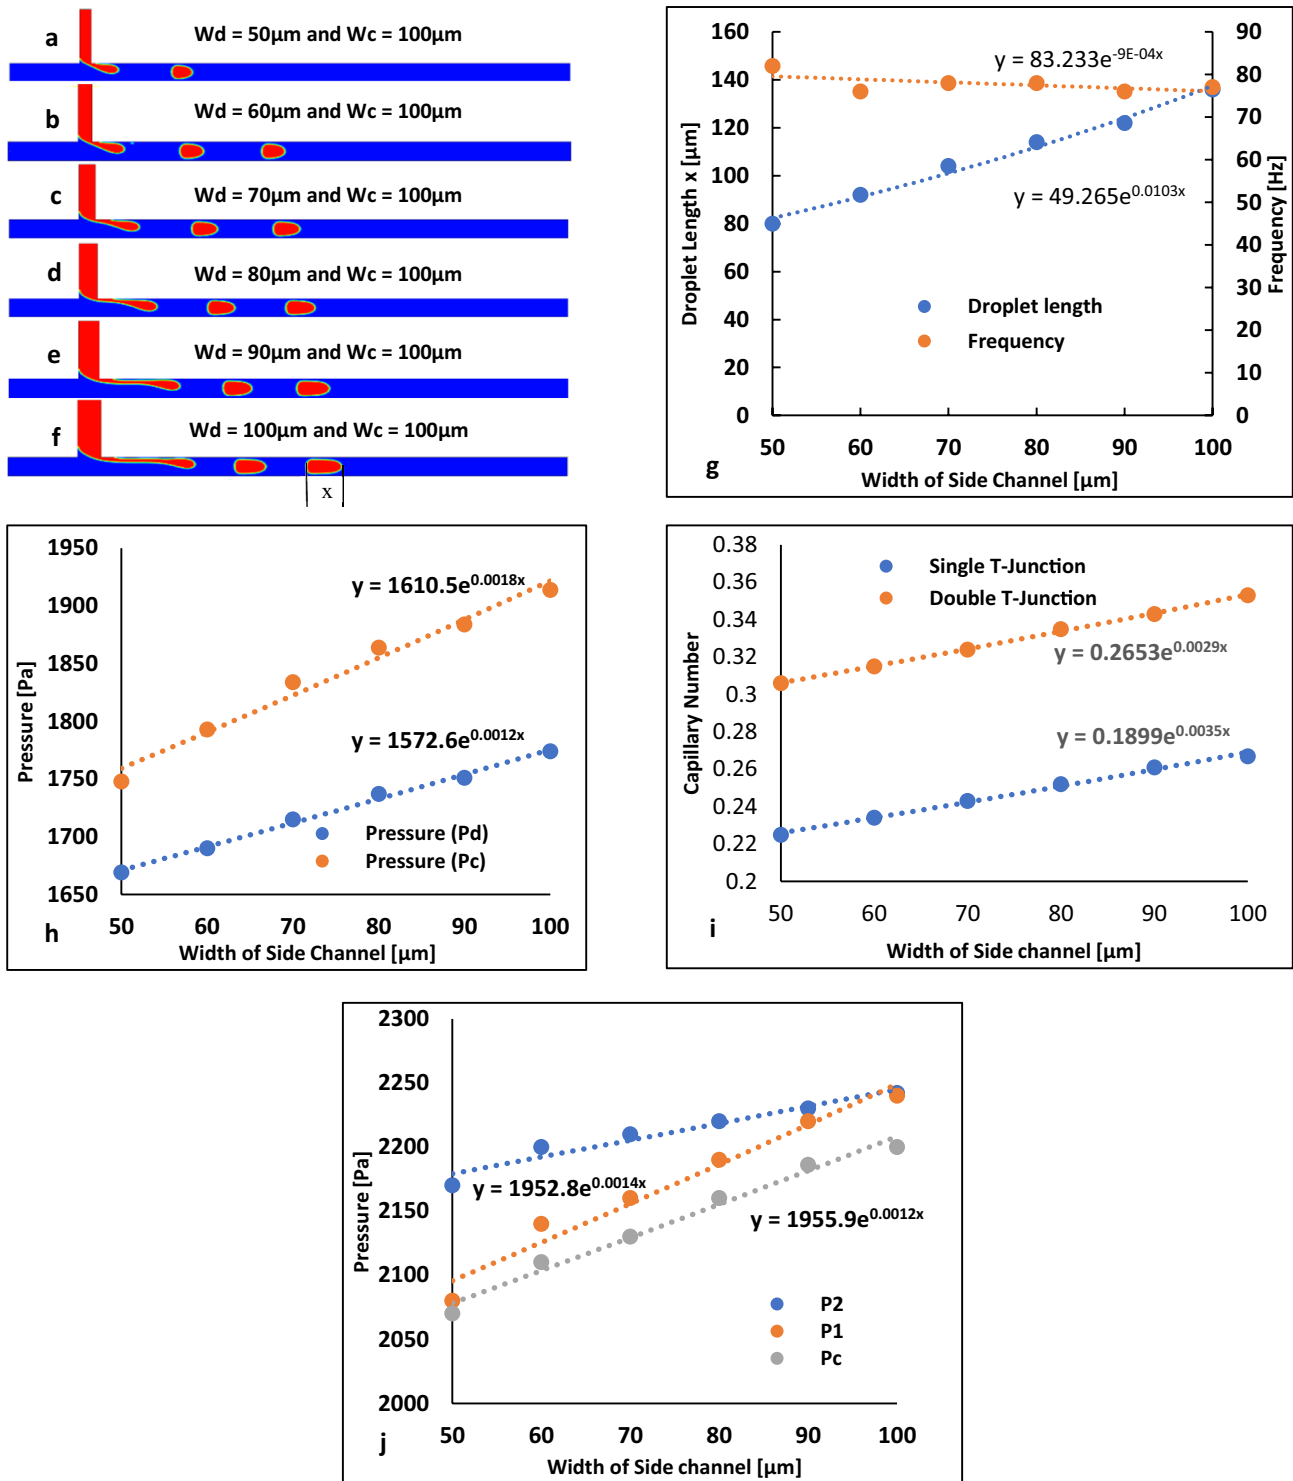 a
Wd = 50µm and Wc = 100µm
b
Wd = 60µm and Wc = 100µm
c
Wd = 70µm and Wc = 100µm
d
Wd = 80µm and Wc = 100µm
e
Wd = 90µm and Wc = 100µm
f
Wd = 100µm and Wc = 100µm
x
160
140
120
100
80
60
40
20
0
Droplet Length x [µm]
y = 83.233e-9E-04x
y = 49.265e0.0103x
Droplet length
Frequency
90
80
70
60
50
40
30
20
10
0
Frequency [Hz]
50 60 70 80 90 100
g
Width of Side Channel [µm]
1950
1900
1850
1800
1750
1700
1650
Pressure [Pa]
y = 1610.5e0.0018x
y = 1572.6e0.0012x
Pressure (Pd)
Pressure (Pc)
50 60 70 80 90 100
h
Width of Side Channel [µm]
0.38
0.36
0.34
0.32
0.3
0.28
0.26
0.24
0.22
0.2
Capillary Number
Single T-Junction
Double T-Junction
y = 0.2653e0.0029x
y = 0.1899e0.0035x
50 60 70 80 90 100
i
Width of Side Channel [µm]
2300
2250
2200
2150
2100
2050
2000
Pressure [Pa]
y = 1952.8e0.0014x
y = 1955.9e0.0012x
P2
P1
Pc
50 60 70 80 90 100
j
Width of Side channel [µm]